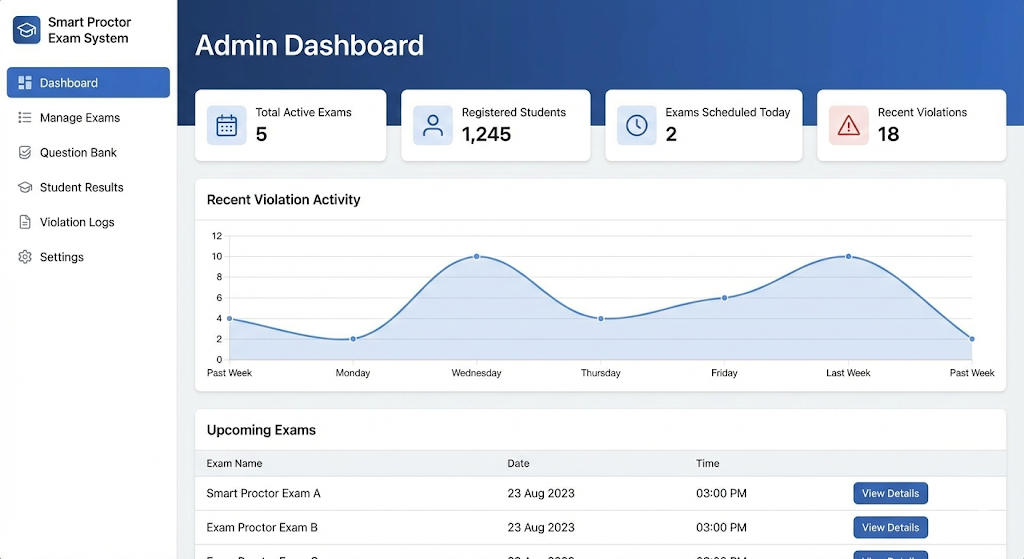 Smart Proctor
Exam System
Dashboard
Manage Exams
Question Bank
Student Results
Violation Logs
Settings
Admin Dashboard
Total Active Exams
5
Registered Students
1,245
Exams Scheduled Today
2
Recent Violations
18
Recent Violation Activity
12
10
8
6
4
2
0
Past Week Monday Wednesday Thursday Friday Last Week Past Week
Upcoming Exams
Exam Name Date Time
Smart Proctor Exam A 23 Aug 2023 03:00 PM View Details
Exam Proctor Exam B 23 Aug 2023 03:00 PM View Details